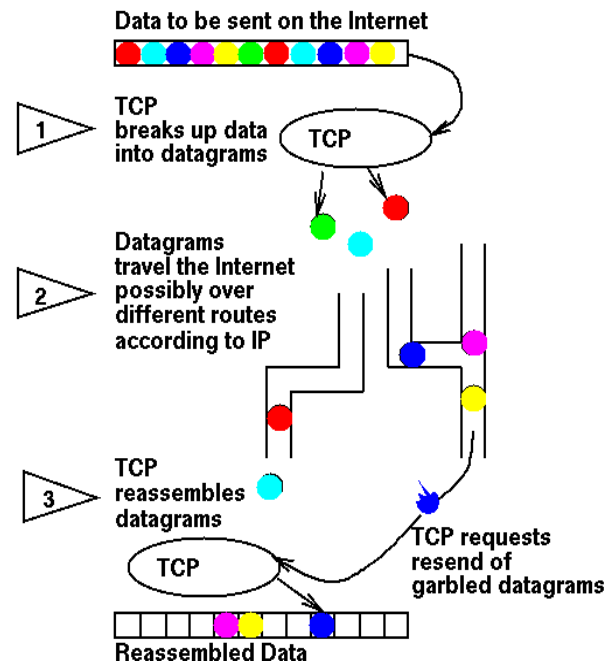 Data to be sent on the Internet
1
TCP
breaks up data
into datagrams
TCP
2
Datagrams
travel the Internet
possibly over
different routes
according to IP
3
TCP
reassembles
datagrams
TCP requests
resend of
garbled datagrams
TCP
Reassembled Data